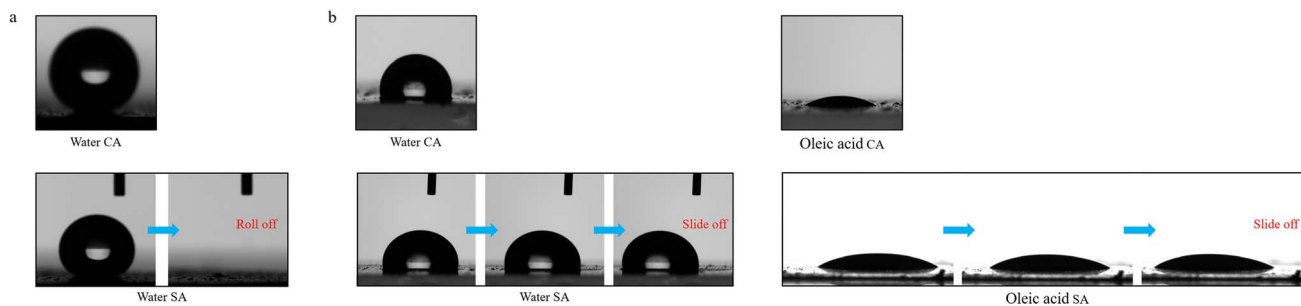 a
b
Water CA
Water CA
Oleic acid CA
Roll off
Slide off
Slide off
Water SA
Water SA
Oleic acid SA